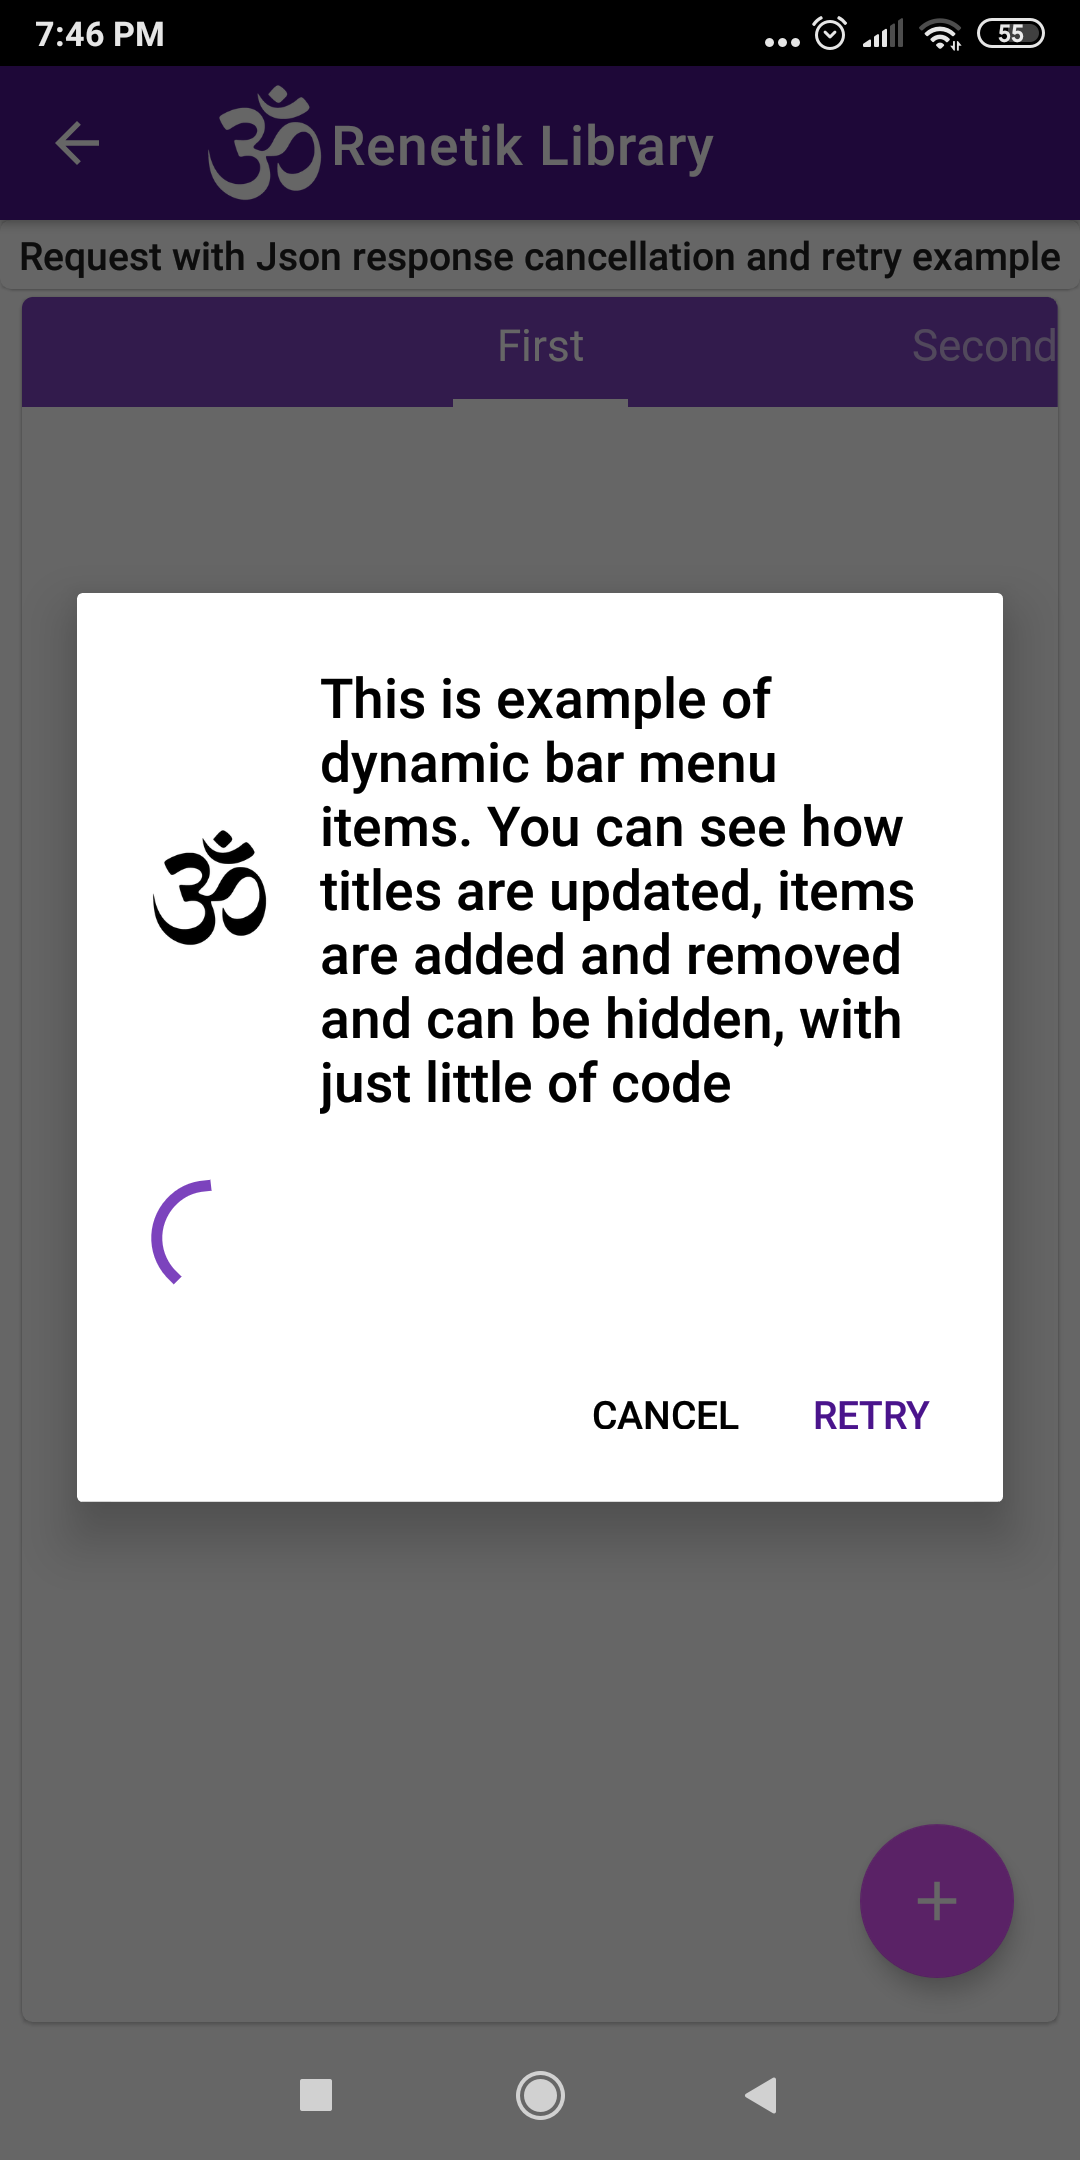 7:46 PM
55
ॐ Renetik Library
Request with Json response cancellation and retry example
First
Second
ॐ
This is example of
dynamic bar menu
items. You can see how
titles are updated, items
are added and removed
and can be hidden, with
just little of code
CANCEL
RETRY